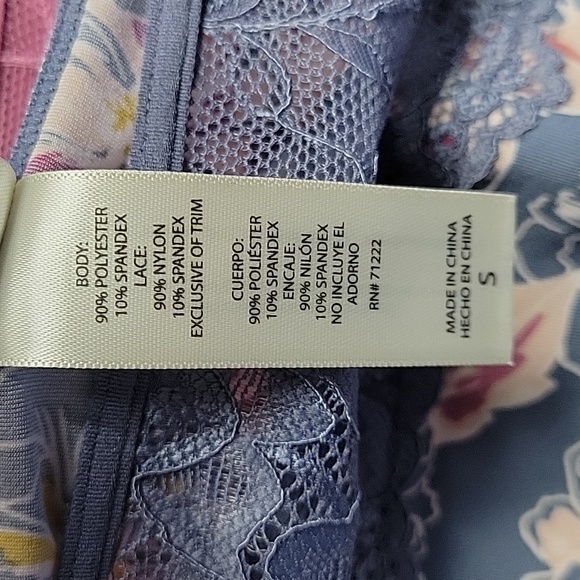 BODY:
90% POLYESTER
10% SPANDEX
LACE:
90% NYLON
10% SPANDEX
EXCLUSIVE OF TRIM
CUERPO:
90% POLIÉSTER
10% SPANDEX
ENCAJE:
90% NILÓN
10% SPANDEX
NO INCLUYE EL
ADORNO
RN# 71222
MADE IN CHINA
HECHO EN CHINA
S